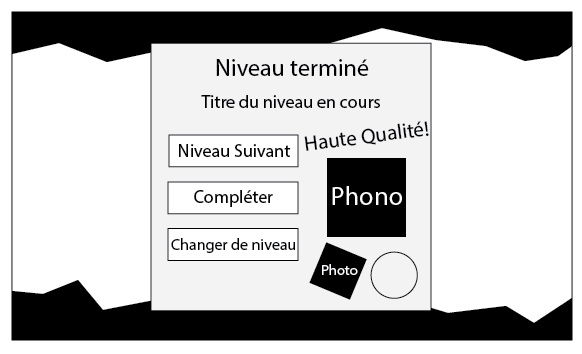 Niveau terminé
Titre du niveau en cours
Haute Qualité!
Niveau Suivant
Compléter
Changer de niveau
Phono
Photo